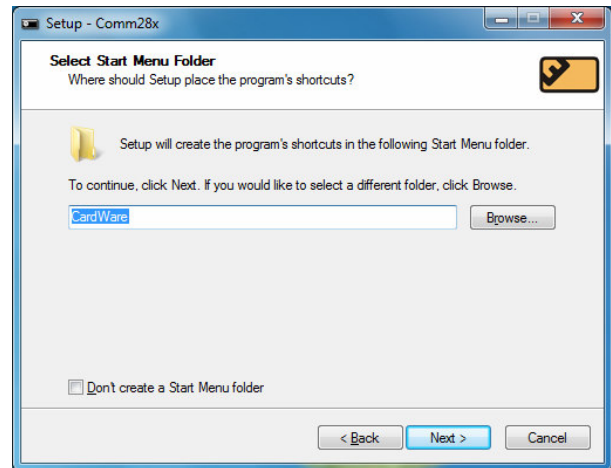 Setup - Comm28x
Select Start Menu Folder
Where should Setup place the program's shortcuts?
Setup will create the program's shortcuts in the following Start Menu folder.
To continue, click Next. If you would like to select a different folder, click Browse.
CardWare
Browse...
Don't create a Start Menu folder
< Back
Next >
Cancel